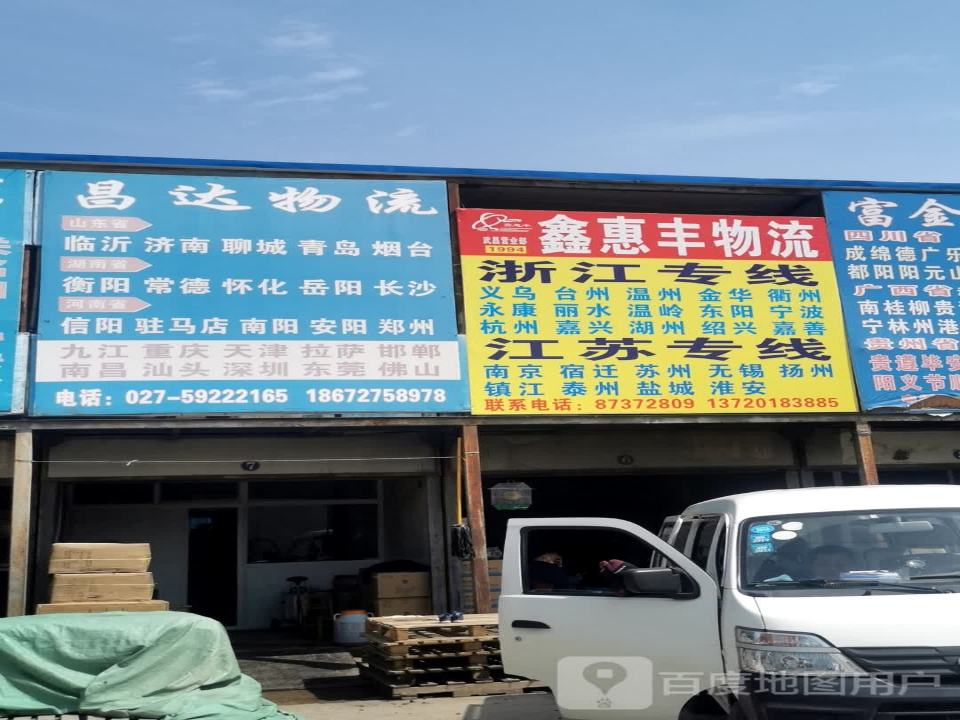 昌达物流
山东省
临沂 济南 聊城 青岛 烟台
湖南省
衡阳 常德 怀化 岳阳 长沙
河南省
信阳 驻马店 南阳 安阳 郑州
九江 重庆 天津 拉萨 邯郸
南昌 汕头 深圳 东莞 佛山
电话：027-59222165 18672758978
7
武昌营业部
1994
鑫惠丰物流
浙江专线
义乌 台州 温州 金华 衢州
永康 丽水 温岭 东阳 宁波
杭州 嘉兴 湖州 绍兴 嘉善
江苏专线
南京 宿迁 苏州 无锡 扬州
镇江 泰州 盐城 淮安
联系电话：87372809 13720183885
6
富金
四川省
成绵德广乐
都阳阳元山
广西省
南桂柳贵
宁林州港
贵州省
贵遵毕安
阳义节顺
百度地图用户